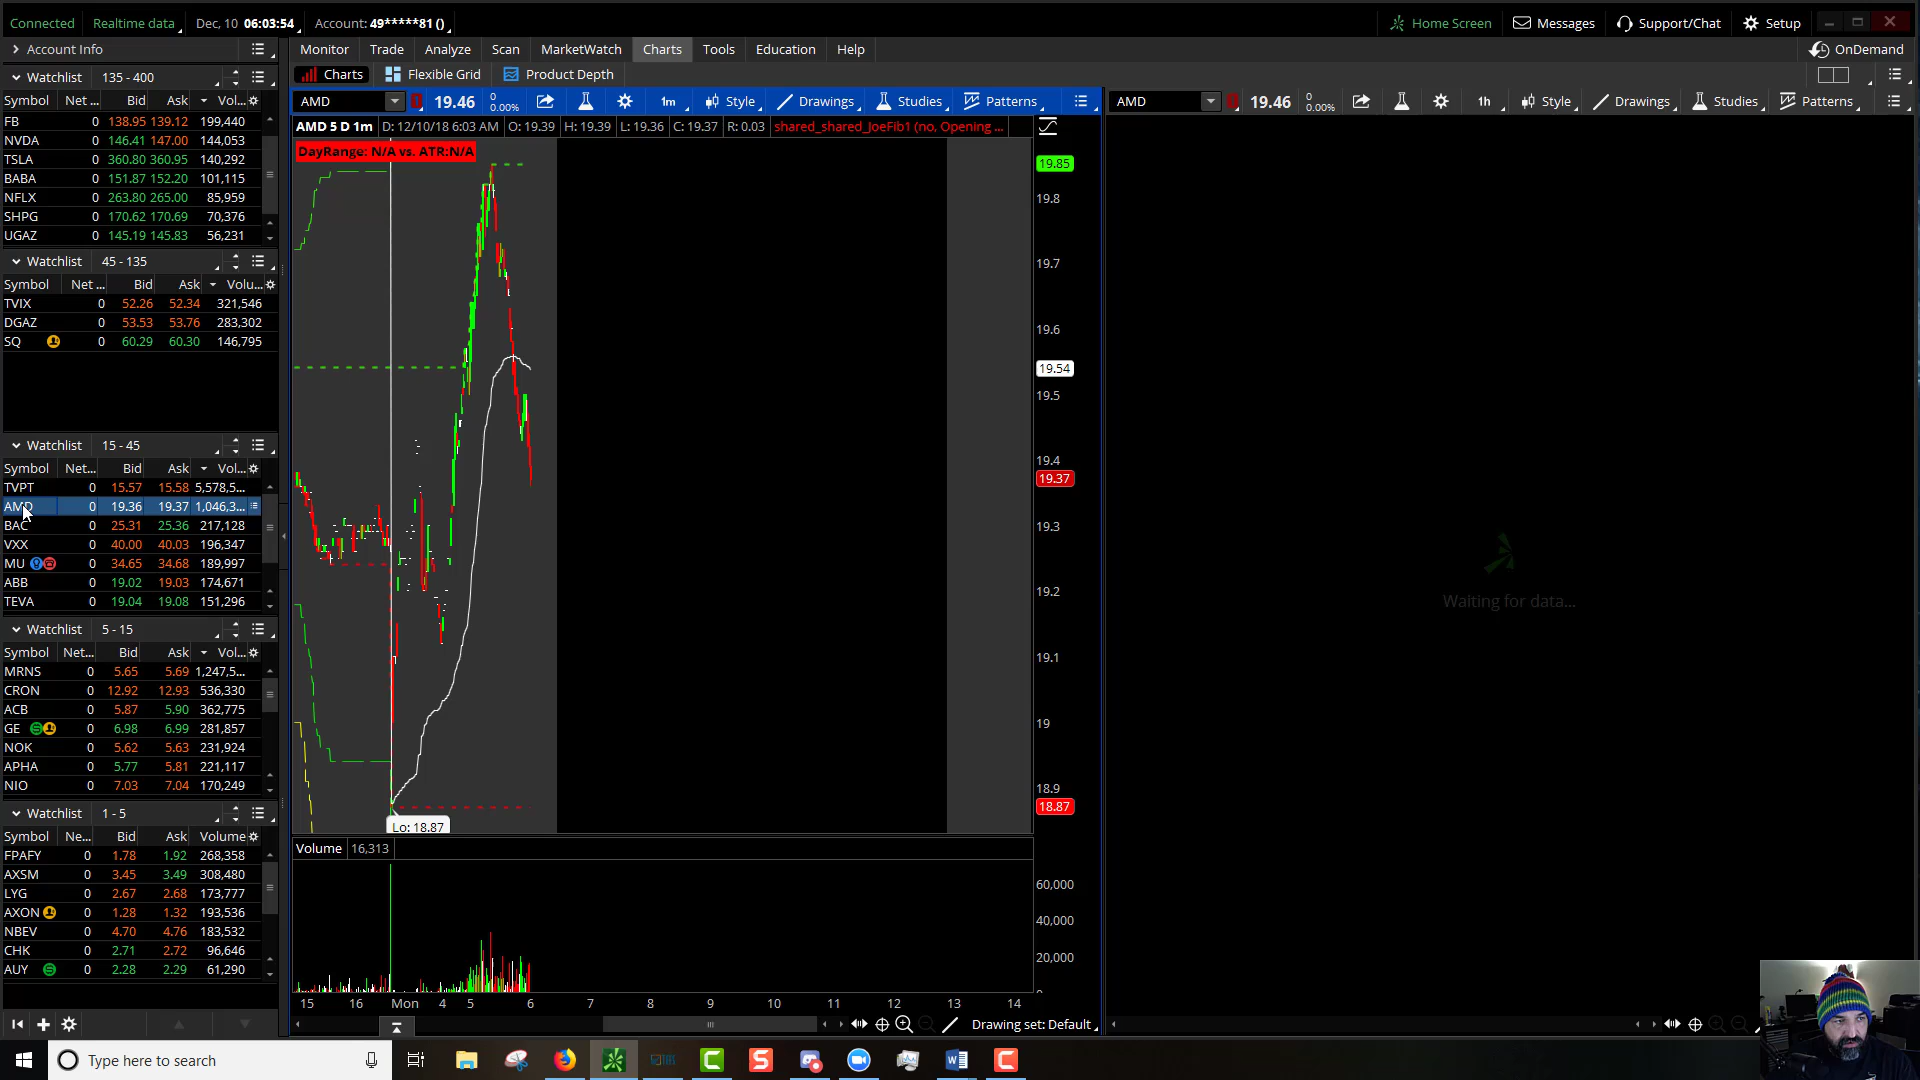 Connected Realtime data Dec, 10 06:03:54 Account: 49*****81 () Home Screen Messages Support/Chat Setup
Account Info Monitor Trade Analyze Scan MarketWatch Charts Tools Education Help OnDemand
Charts Flexible Grid Product Depth
Watchlist 135 - 400
Symbol Net ... Bid Ask Vol...
FB 0 138.95 139.12 199,440
NVDA 0 146.41 147.00 144,053
TSLA 0 360.80 360.95 140,292
BABA 0 151.87 152.20 101,115
NFLX 0 263.80 265.00 85,959
SHPG 0 170.62 170.69 70,376
UGAZ 0 145.19 145.83 56,231
Watchlist 45 - 135
Symbol Net ... Bid Ask Volu...
TVIX 0 52.26 52.34 321,546
DGAZ 0 53.53 53.76 283,302
SQ 0 60.29 60.30 146,795
Watchlist 15 - 45
Symbol Net... Bid Ask Vol...
TVPT 0 15.57 15.58 5,578,5...
AMD 0 19.36 19.37 1,046,3...
BAC 0 25.31 25.36 217,128
VXX 0 40.00 40.03 196,347
MU 0 34.65 34.68 189,997
ABB 0 19.02 19.03 174,671
TEVA 0 19.04 19.08 151,296
Watchlist 5 - 15
Symbol Net... Bid Ask Vol...
MRNS 0 5.65 5.69 1,247,5...
CRON 0 12.92 12.93 536,330
ACB 0 5.87 5.90 362,775
GE 0 6.98 6.99 281,857
NOK 0 5.62 5.63 231,924
APHA 0 5.77 5.81 221,117
NIO 0 7.03 7.04 170,249
Watchlist 1 - 5
Symbol Ne... Bid Ask Volume
FPAFY 0 1.78 1.92 268,358
AXSM 0 3.45 3.49 308,480
LYG 0 2.67 2.68 173,777
AXON 0 1.28 1.32 193,536
NBEV 0 4.70 4.76 183,532
CHK 0 2.71 2.72 96,646
AUY 0 2.28 2.29 61,290
AMD 19.46 0 0.00% 1m Style Drawings Studies Patterns
AMD 5 D 1m D: 12/10/18 6:03 AM O: 19.39 H: 19.39 L: 19.36 C: 19.37 R: 0.03 shared_shared_JoeFib1 (no, Opening ...
DayRange: N/A vs. ATR:N/A
19.85
19.8
19.7
19.6
19.54
19.5
19.4
19.37
19.3
19.2
19.1
19
18.9
18.87
Lo: 18.87
Volume 16,313
60,000
40,000
20,000
0
15 16 Mon 4 5 6 7 8 9 10 11 12 13 14
Drawing set: Default
AMD 19.46 0 0.00% 1h Style Drawings Studies Patterns
Waiting for data...
Type here to search